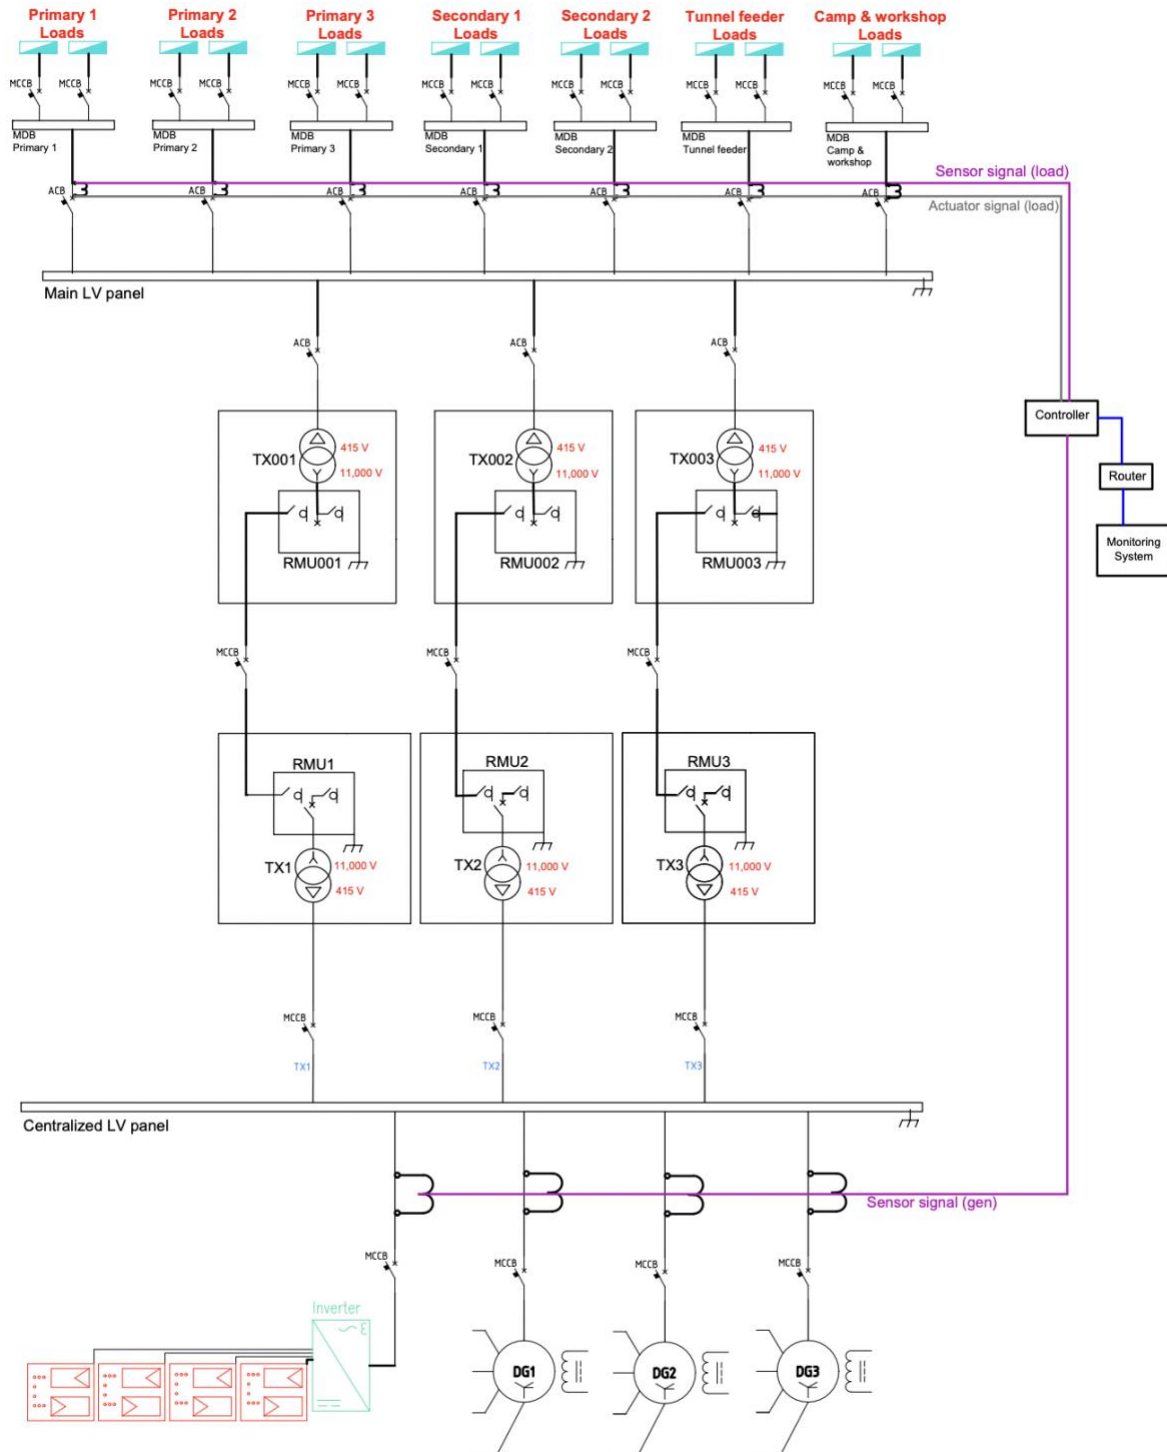 Primary 1
Loads
Primary 2
Loads
Primary 3
Loads
Secondary 1
Loads
Secondary 2
Loads
Tunnel feeder
Loads
Camp & workshop
Loads
MCCB
MCCB
MCCB
MCCB
MCCB
MCCB
MCCB
MCCB
MCCB
MCCB
MCCB
MCCB
MCCB
MCCB
MDB
Primary 1
MDB
Primary 2
MDB
Primary 3
MDB
Secondary 1
MDB
Secondary 2
MDB
Tunnel feeder
MDB
Camp &
workshop
Sensor signal (load)
ACB
ACB
ACB
ACB
ACB
ACB
ACB
Actuator signal (load)
Main LV panel
ACB
ACB
ACB
Controller
TX001
415 V
11,000 V
TX002
415 V
11,000 V
TX003
415 V
11,000 V
Router
RMU001
RMU002
RMU003
Monitoring
System
MCCB
MCCB
MCCB
RMU1
RMU2
RMU3
TX1
11,000 V
415 V
TX2
11,000 V
415 V
TX3
11,000 V
415 V
MCCB
MCCB
MCCB
TX1
TX2
TX3
Centralized LV panel
Sensor signal (gen)
MCCB
MCCB
MCCB
MCCB
Inverter
DG1
DG2
DG3